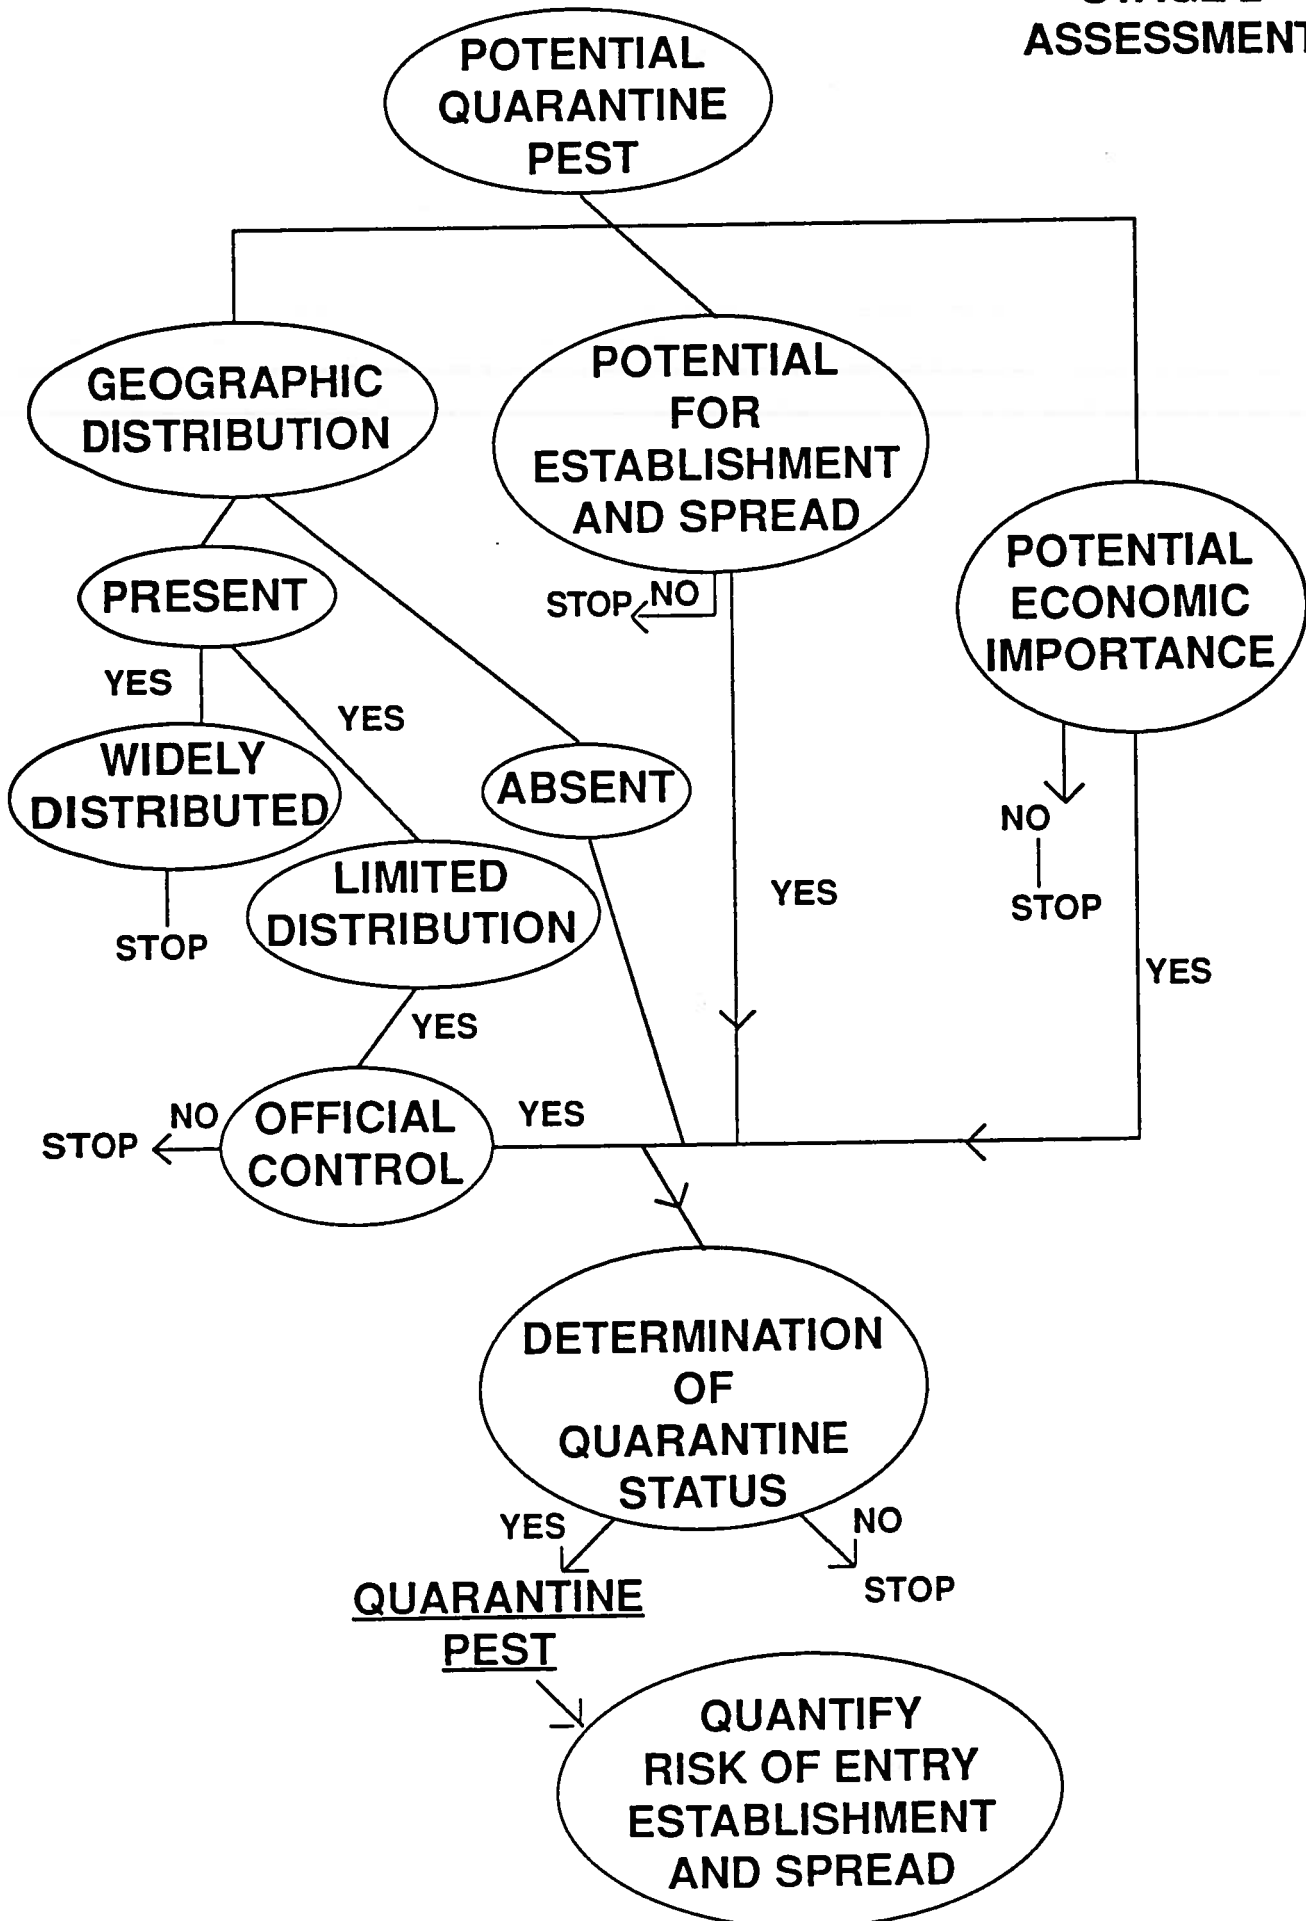 ASSESSMENT
POTENTIAL
QUARANTINE
PEST
GEOGRAPHIC
DISTRIBUTION
POTENTIAL
FOR
ESTABLISHMENT
AND SPREAD
POTENTIAL
ECONOMIC
IMPORTANCE
PRESENT
STOP
NO
YES
YES
WIDELY
DISTRIBUTED
ABSENT
NO
STOP
LIMITED
DISTRIBUTION
YES
STOP
YES
YES
OFFICIAL
CONTROL
NO
STOP
YES
DETERMINATION
OF
QUARANTINE
STATUS
YES
NO
STOP
QUARANTINE
PEST
QUANTIFY
RISK OF ENTRY
ESTABLISHMENT
AND SPREAD